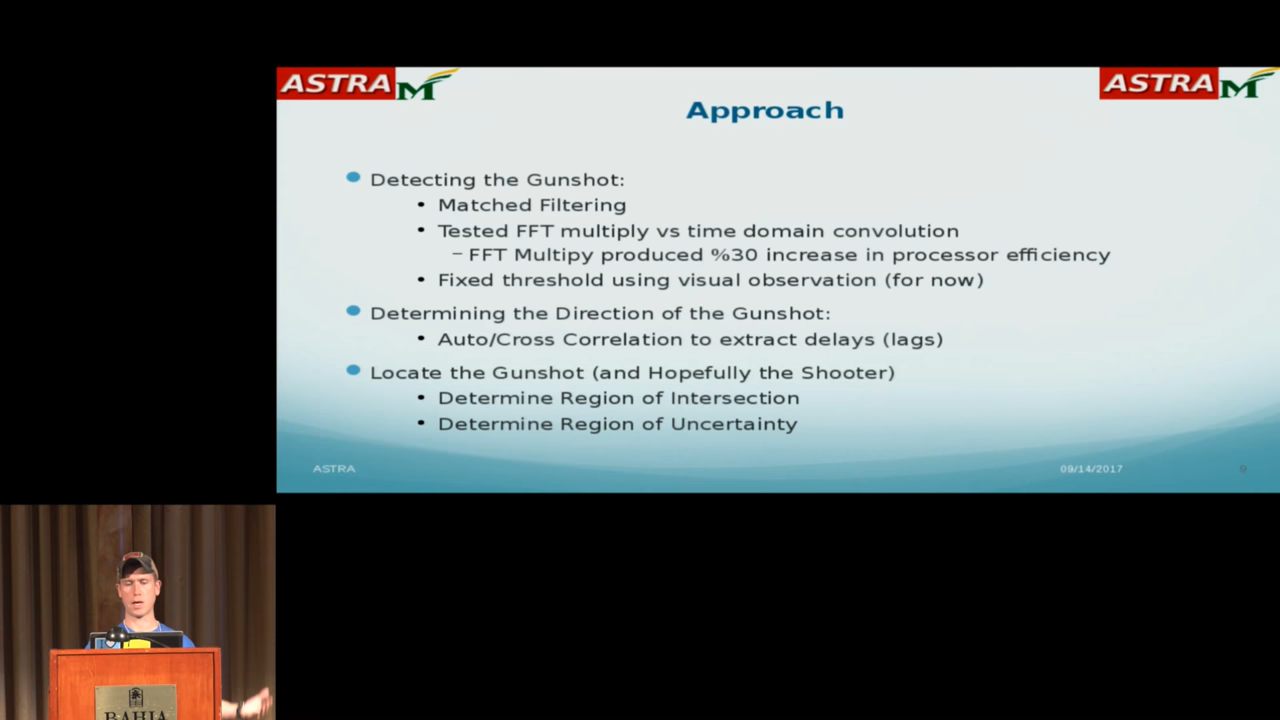 ASTRA M
ASTRA M
Approach
Detecting the Gunshot:
Matched Filtering
Tested FFT multiply vs time domain convolution
FFT Multipy produced %30 increase in processor efficiency
Fixed threshold using visual observation (for now)
Determining the Direction of the Gunshot:
Auto/Cross Correlation to extract delays (lags)
Locate the Gunshot (and Hopefully the Shooter)
Determine Region of Intersection
Determine Region of Uncertainty
ASTRA
09/14/2017
9
BAHIA